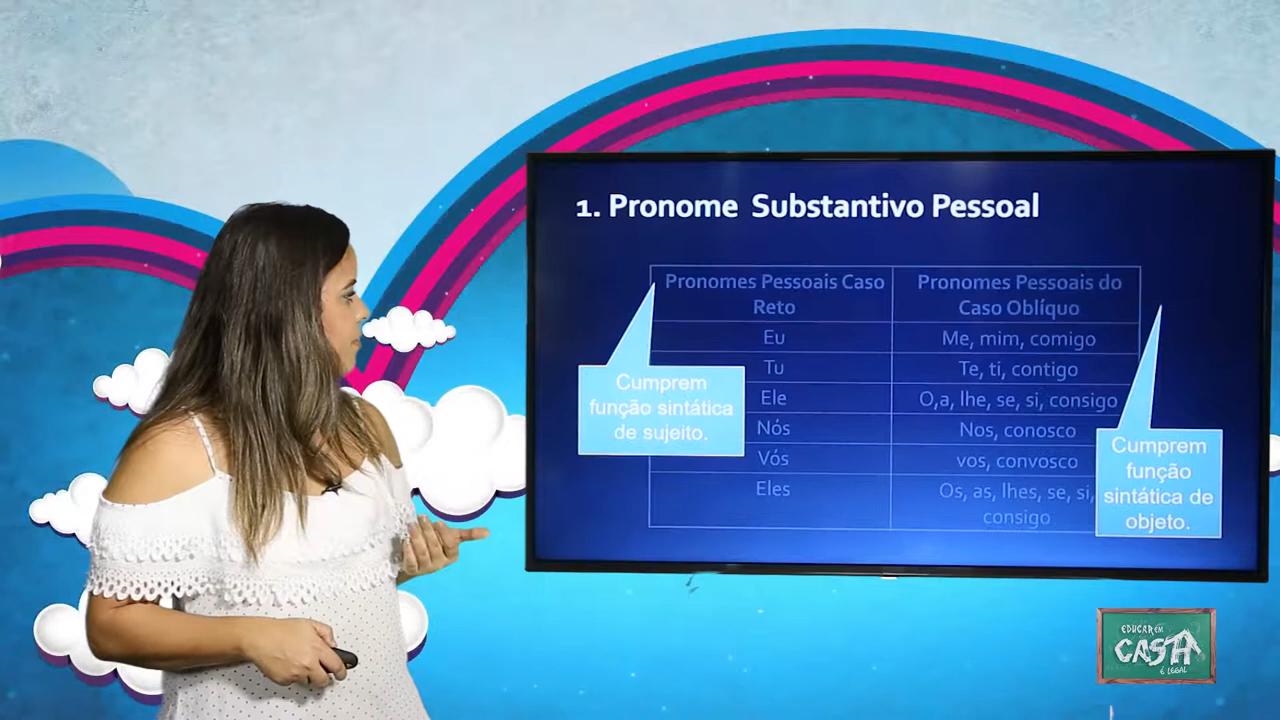 1. Pronome Substantivo Pessoal
Pronomes Pessoais Caso
Reto
Pronomes Pessoais do
Caso Oblíquo
Eu
Me, mim, comigo
Tu
Te, ti, contigo
Ele
O,a, lhe, se, si, consigo
Nós
Nos, conosco
Vós
vos, convosco
Eles
Os, as, lhes, se, si,
consigo
Cumprem
função sintática
de sujeito.
Cumprem
função
sintática de
objeto.
EDUCAR EM
CASA
É LEGAL